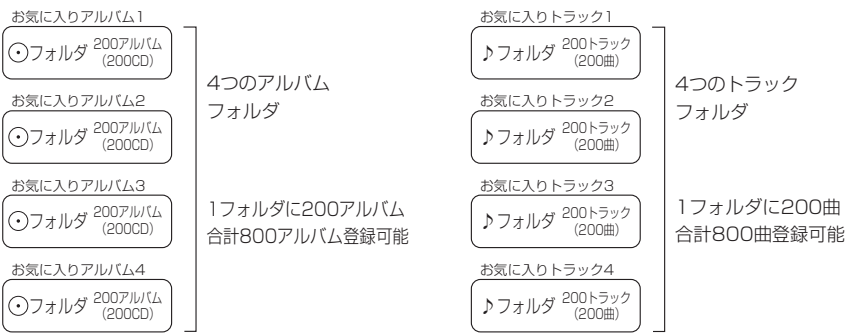 お気に入りアルバム1
フォルダ 200アルバム
(200CD)
お気に入りアルバム2
フォルダ 200アルバム
(200CD)
お気に入りアルバム3
フォルダ 200アルバム
(200CD)
お気に入りアルバム4
フォルダ 200アルバム
(200CD)
4つのアルバム
フォルダ
1フォルダに200アルバム
合計800アルバム登録可能
お気に入りトラック1
♪フォルダ 200トラック
(200曲)
お気に入りトラック2
♪フォルダ 200トラック
(200曲)
お気に入りトラック3
♪フォルダ 200トラック
(200曲)
お気に入りトラック4
♪フォルダ 200トラック
(200曲)
4つのトラック
フォルダ
1フォルダに200曲
合計800曲登録可能